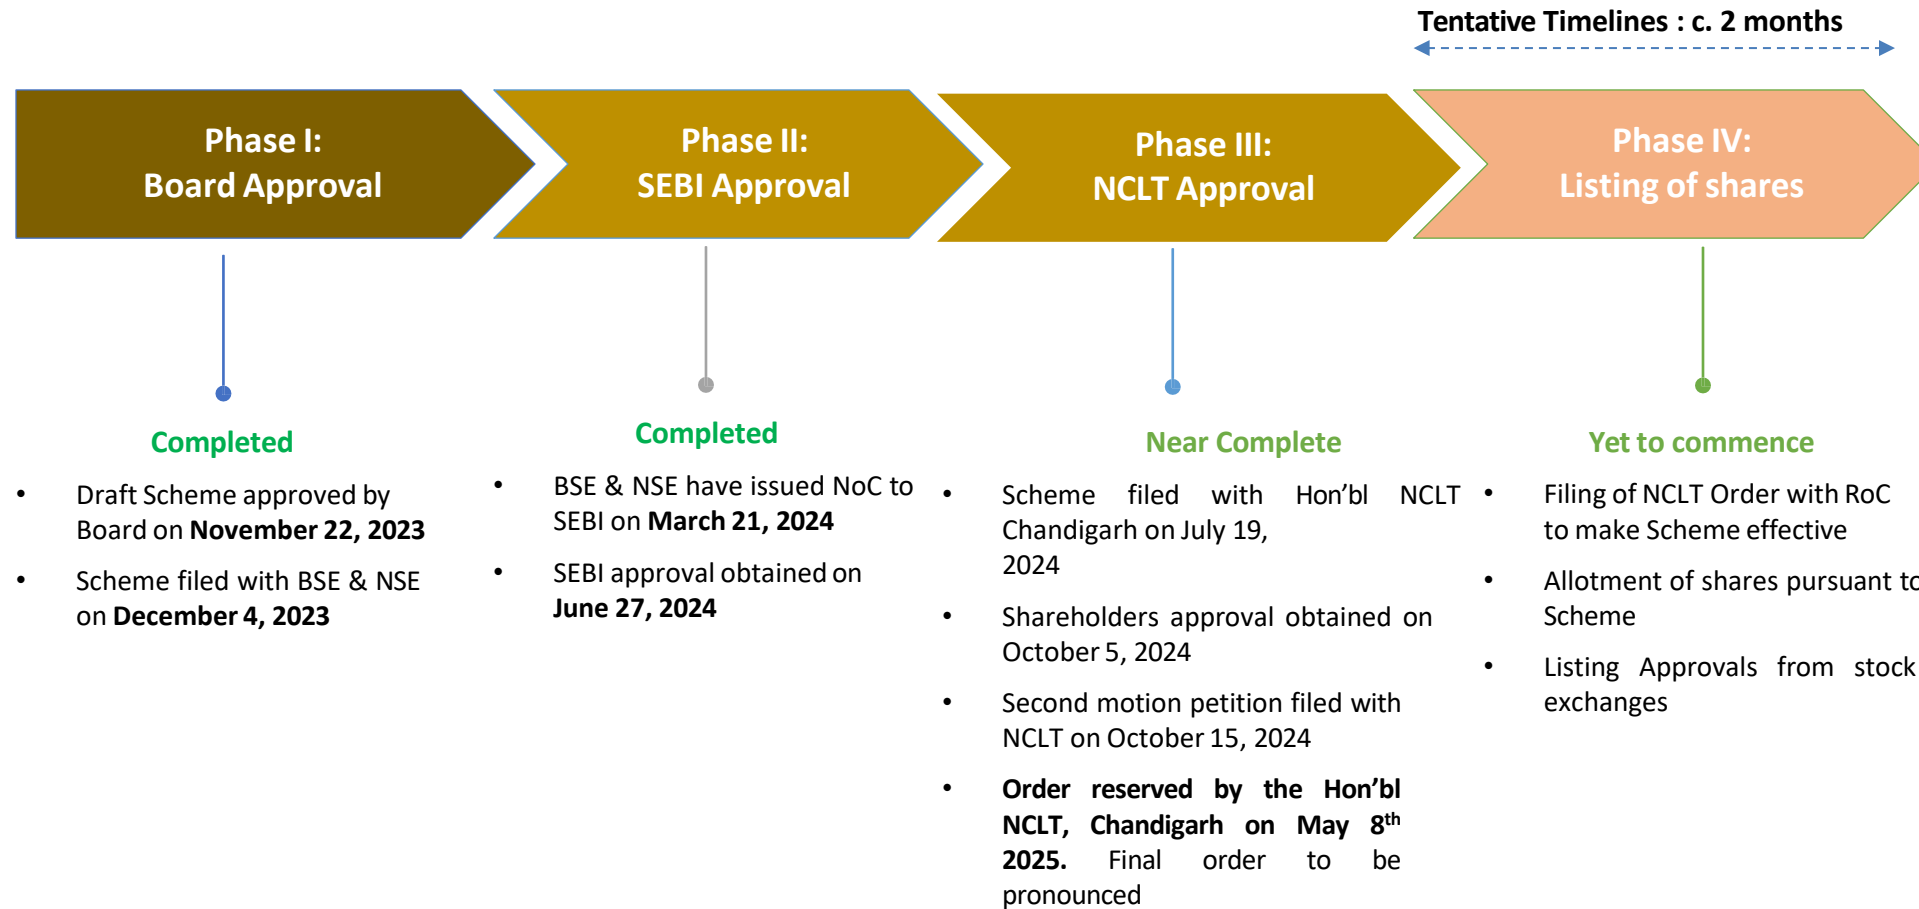 Tentative Timelines : c. 2 months
Phase I:
Board Approval
Phase II:
SEBI Approval
Phase III:
NCLT Approval
Phase IV:
Listing of shares
Completed
• Draft Scheme approved by
Board on November 22, 2023
• Scheme filed with BSE & NSE
on December 4, 2023
Completed
• BSE & NSE have issued NoC to
SEBI on March 21, 2024
• SEBI approval obtained on
June 27, 2024
Near Complete
• Scheme filed with Hon’bl NCLT
Chandigarh on July 19,
2024
• Shareholders approval obtained on
October 5, 2024
• Second motion petition filed with
NCLT on October 15, 2024
• Order reserved by the Hon’bl
NCLT, Chandigarh on May 8th
2025. Final order to be
pronounced
Yet to commence
• Filing of NCLT Order with RoC
to make Scheme effective
• Allotment of shares pursuant to
Scheme
• Listing Approvals from stock
exchanges